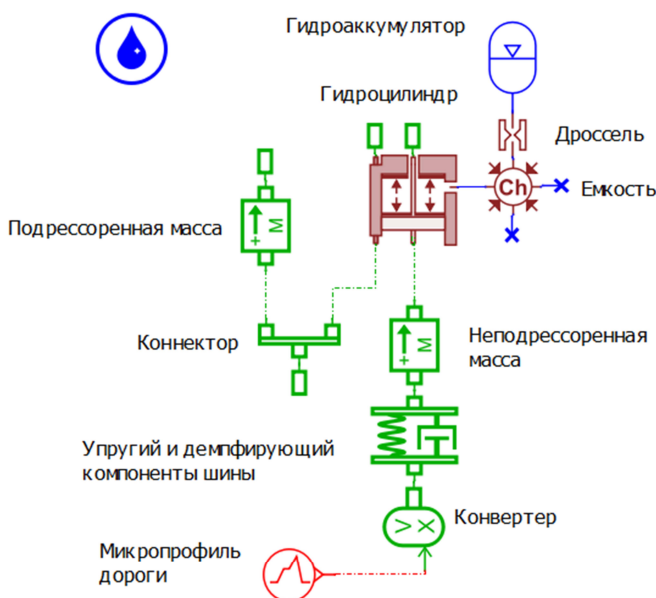 Гидроаккумулятор
Гидроцилиндр
Дроссель
Ch
Емкость
Подрессоренная масса
M
+
Коннектор
Неподрессоренная
масса
M
+
Упругий и демпфирующий
компоненты шины
Конвертер
V X
Микропрофиль
дороги